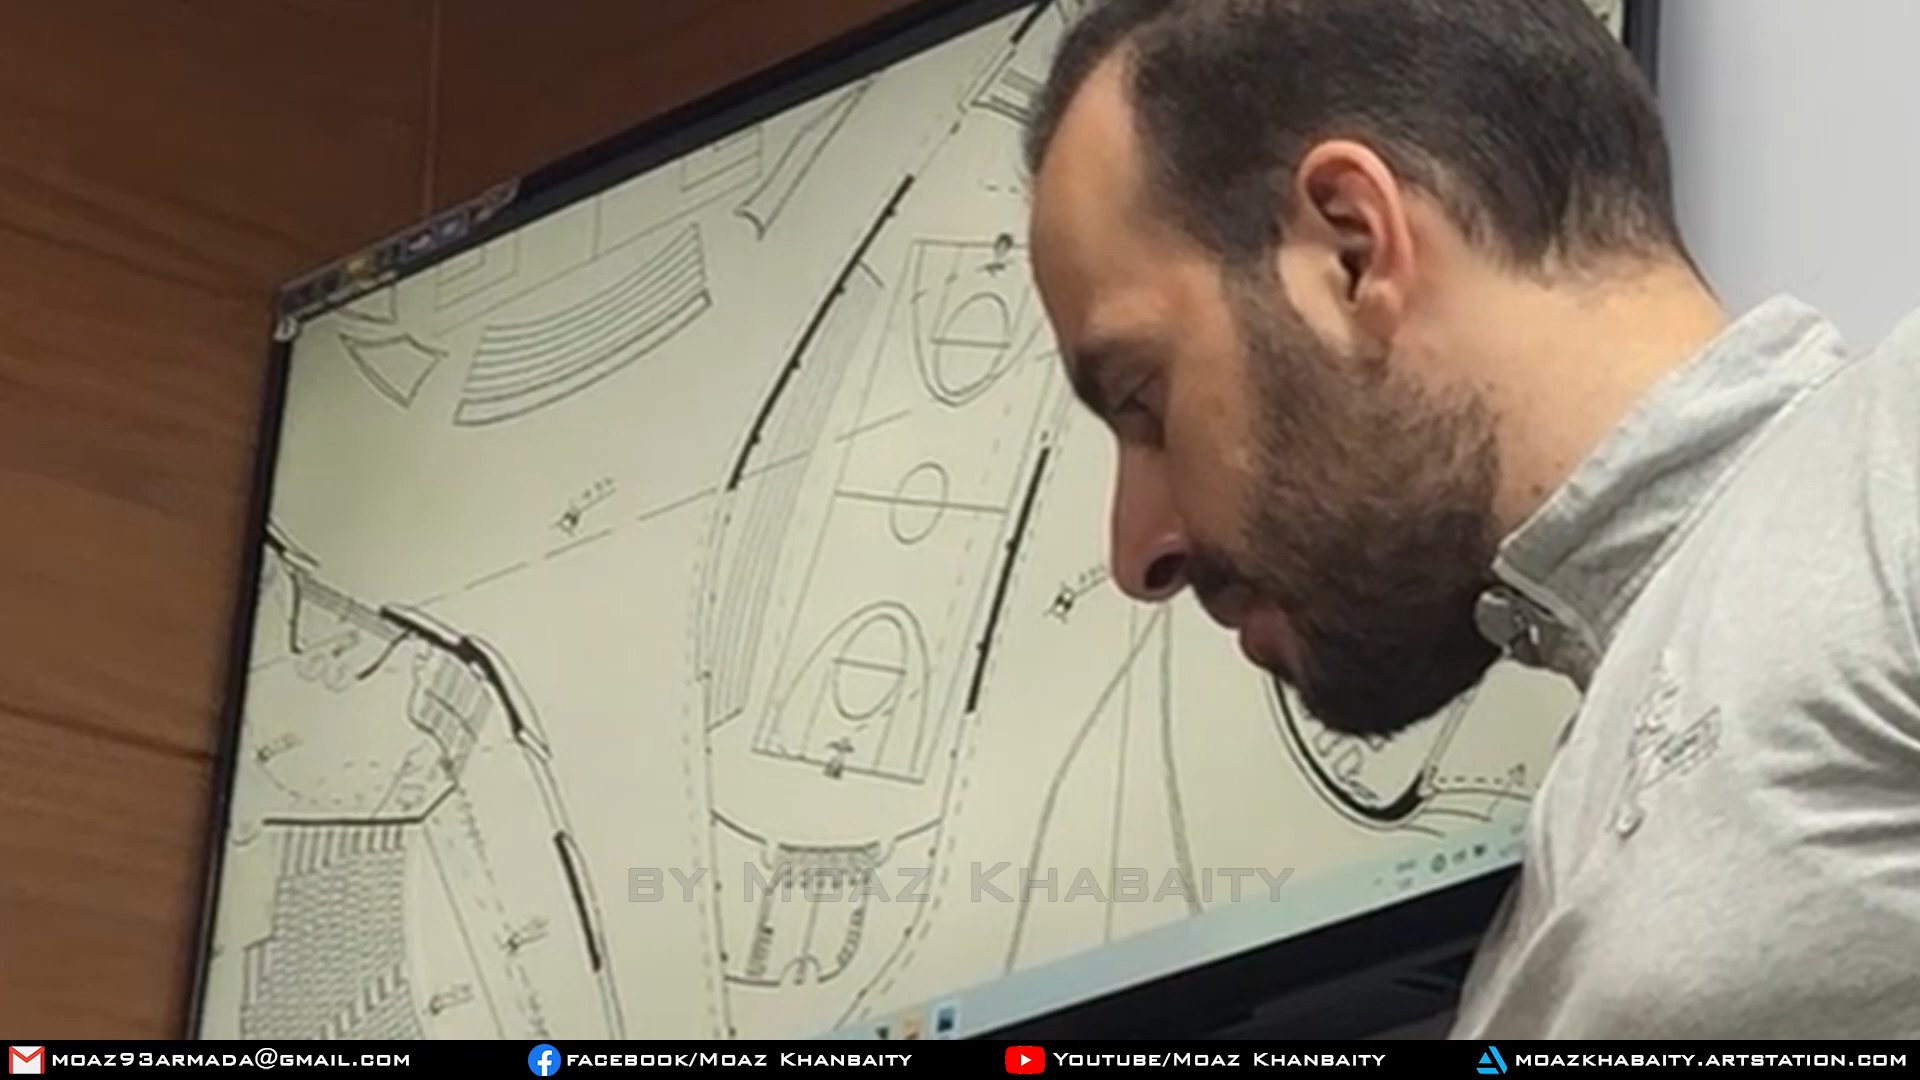 BY MOAZ KHABAITY
MOAZ93ARMADA@GMAIL.COM
FACEBOOK/MOAZ KHANBAITY
YOUTUBE/MOAZ KHANBAITY
MOAZKHABAITY.ARTSTATION.COM